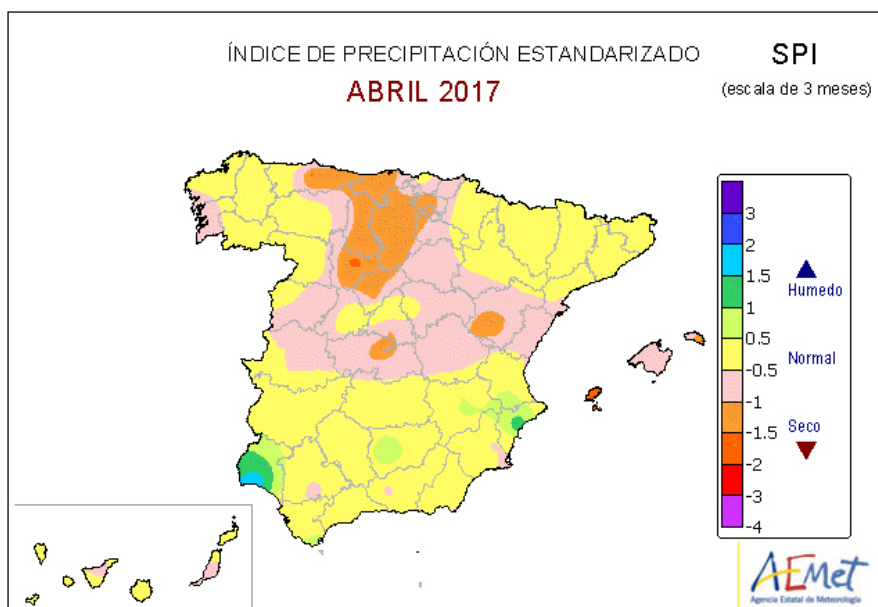 ÍNDICE DE PRECIPITACIÓN ESTANDARIZADO
ABRIL 2017
SPI
(escala de 3 meses)
3
2
1.5
1
0.5
-0.5
-1
-1.5
-2
-3
-4
Humedo
Normal
Seco
AEmet
Agencia Estatal de Meteorología